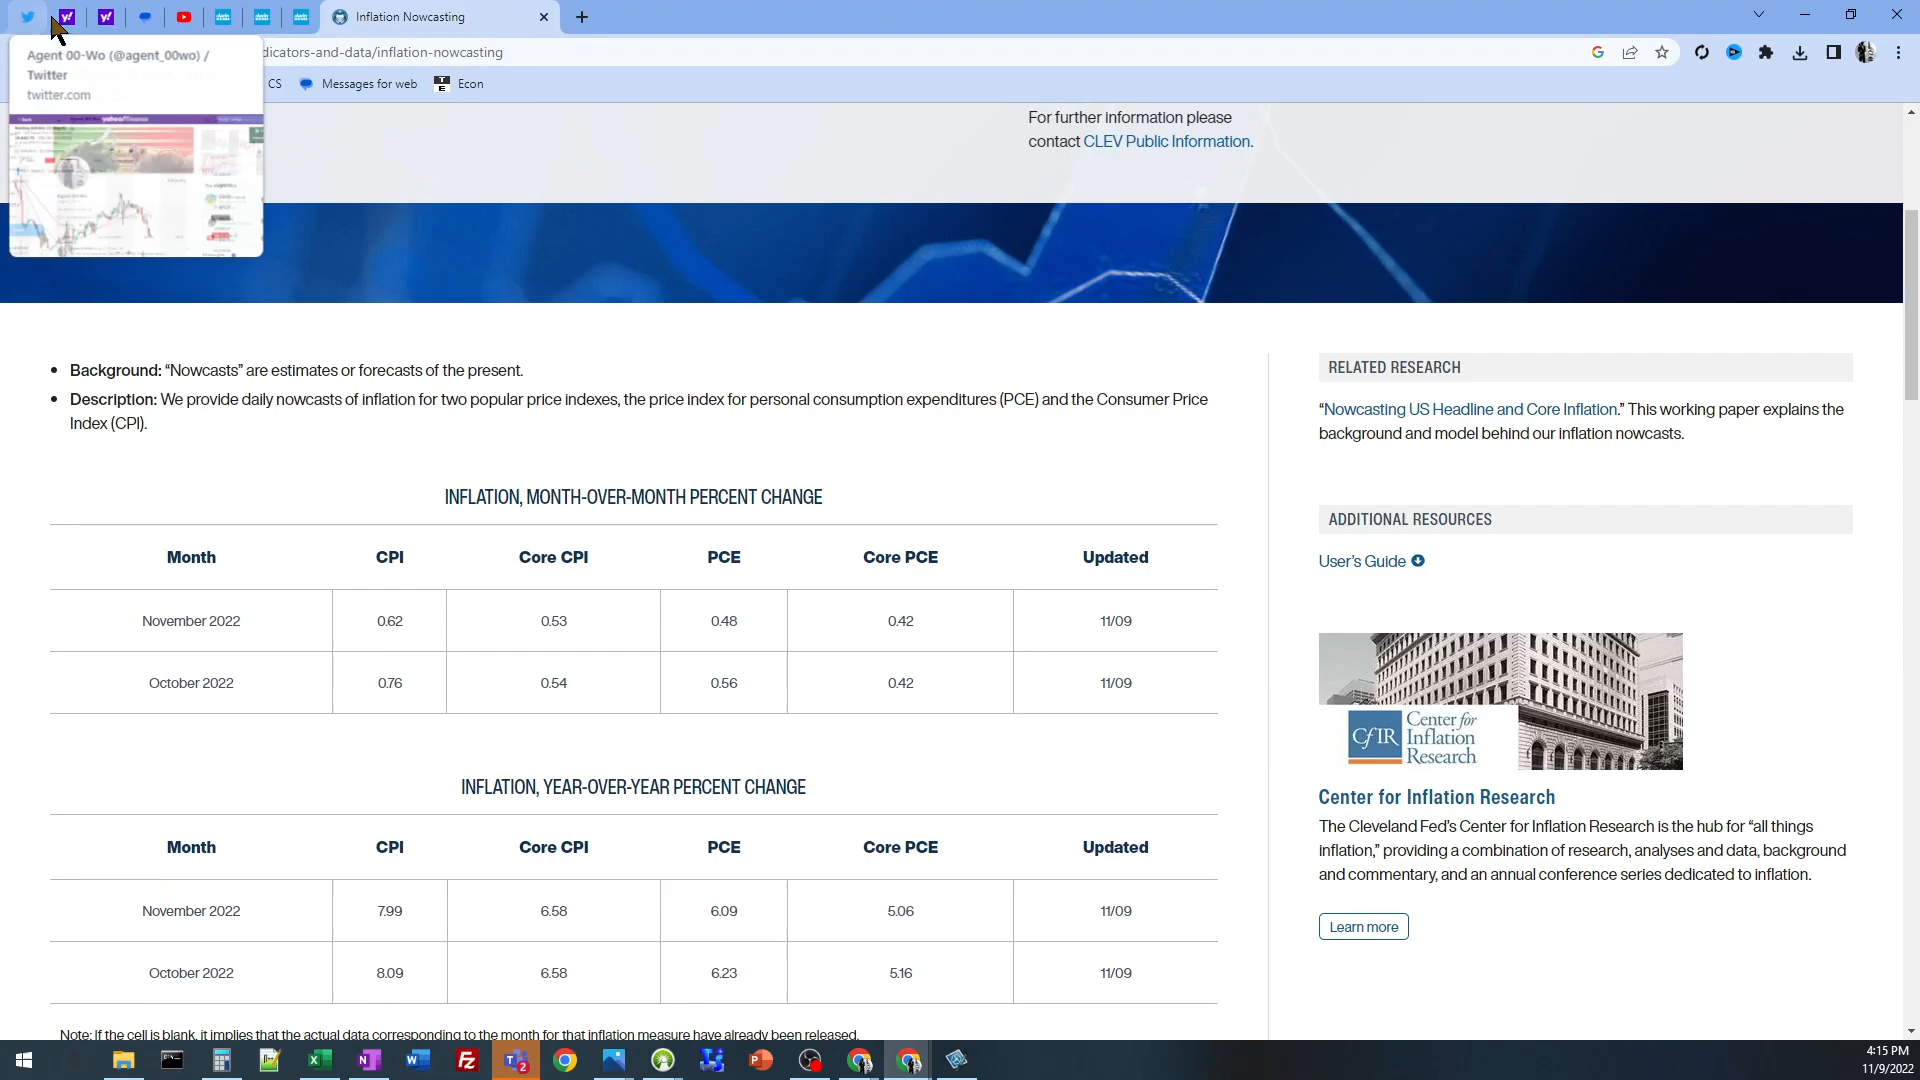 Inflation Nowcasting
Agent 00-Wo (@agent_00wo) /
Twitter
twitter.com
dicators-and-data/inflation-nowcasting
CS
Messages for web
Econ
For further information please
contact CLEV Public Information.
yahoo!finance
• Background: “Nowcasts” are estimates or forecasts of the present.
• Description: We provide daily nowcasts of inflation for two popular price indexes, the price index for personal consumption expenditures (PCE) and the Consumer Price
Index (CPI).
INFLATION, MONTH-OVER-MONTH PERCENT CHANGE
Month CPI Core CPI PCE Core PCE Updated
November 2022 0.62 0.53 0.48 0.42 11/09
October 2022 0.76 0.54 0.56 0.42 11/09
INFLATION, YEAR-OVER-YEAR PERCENT CHANGE
Month CPI Core CPI PCE Core PCE Updated
November 2022 7.99 6.58 6.09 5.06 11/09
October 2022 8.09 6.58 6.23 5.16 11/09
Note: If the cell is blank, it implies that the actual data corresponding to the month for that inflation measure have already been released.
RELATED RESEARCH
“Nowcasting US Headline and Core Inflation.” This working paper explains the
background and model behind our inflation nowcasts.
ADDITIONAL RESOURCES
User's Guide
CfIR
Center for
Inflation
Research
Center for Inflation Research
The Cleveland Fed's Center for Inflation Research is the hub for “all things
inflation,” providing a combination of research, analyses and data, background
and commentary, and an annual conference series dedicated to inflation.
Learn more
4:15 PM
11/9/2022